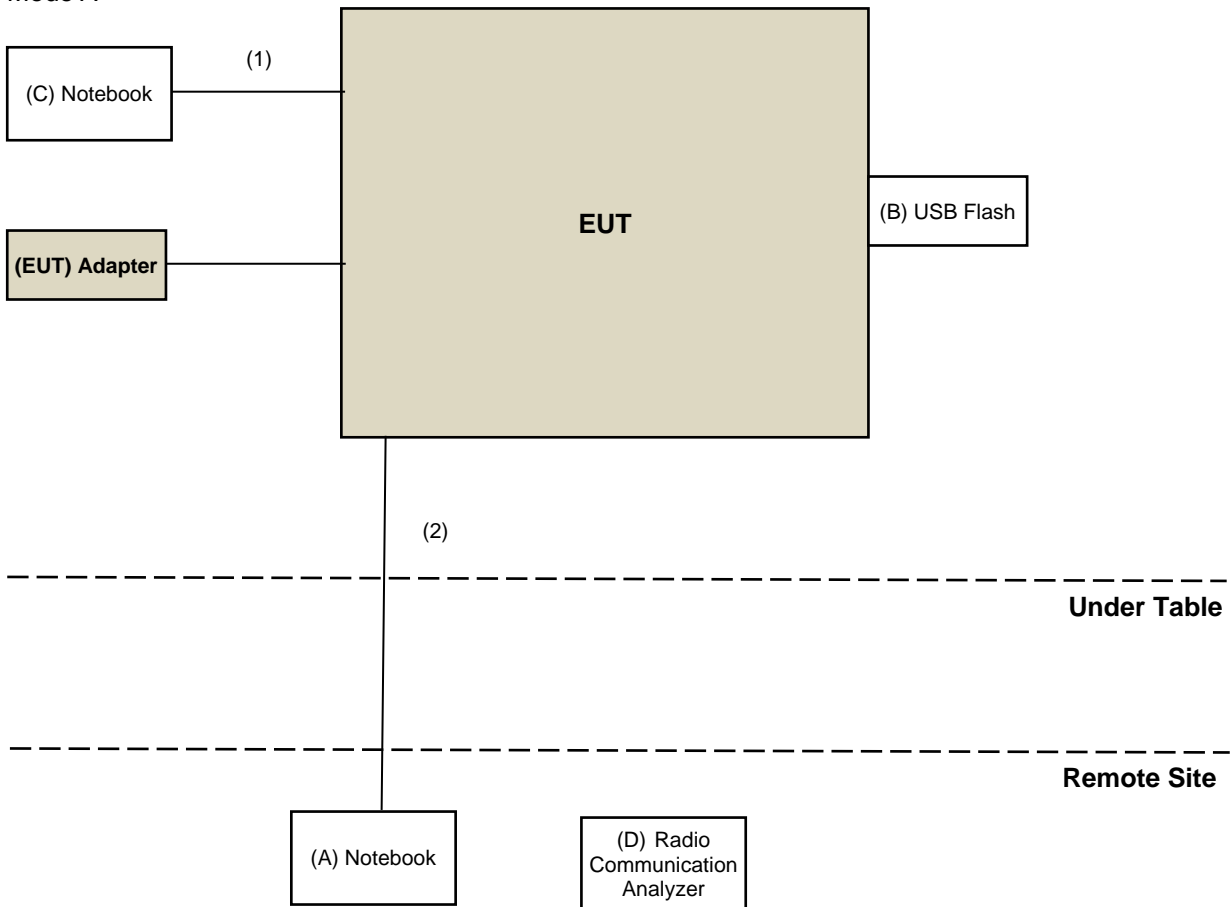 (1)
(C) Notebook
EUT
(B) USB Flash
(EUT) Adapter
(2)
Under Table
Remote Site
(A) Notebook
(D) Radio
Communication
Analyzer